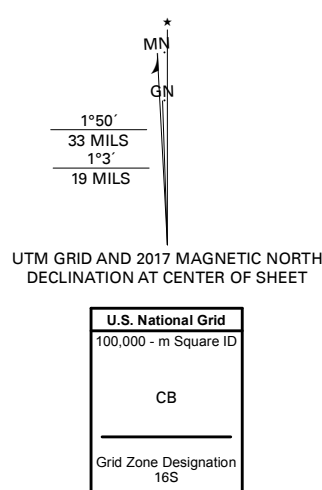 MN
GN
1°50´
33 MILS
1°3´
19 MILS
UTM GRID AND 2017 MAGNETIC NORTH
DECLINATION AT CENTER OF SHEET
U.S. National Grid
100,000 - m Square ID
CB
Grid Zone Designation
16S